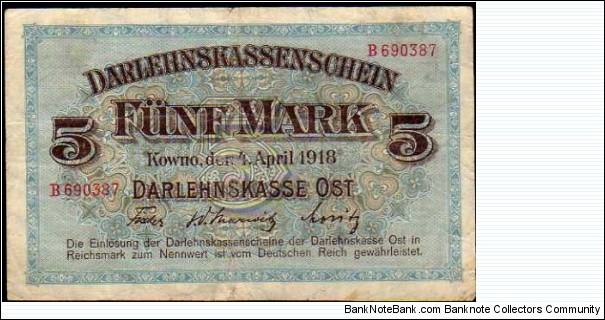 B 690387
DARLEHNSKASSENSCHEIN
5 FÜNF MARK 5
Kowno, den 4. April 1918
B 690387 DARLEHNSKASSE OST
Die Einlösung der Darlehnskassenscheine der Darlehnskasse Ost in
Reichsmark zum Nennwert ist vom Deutschen Reich gewährleistet.
BankNoteBank.com - Banknote Collectors Community